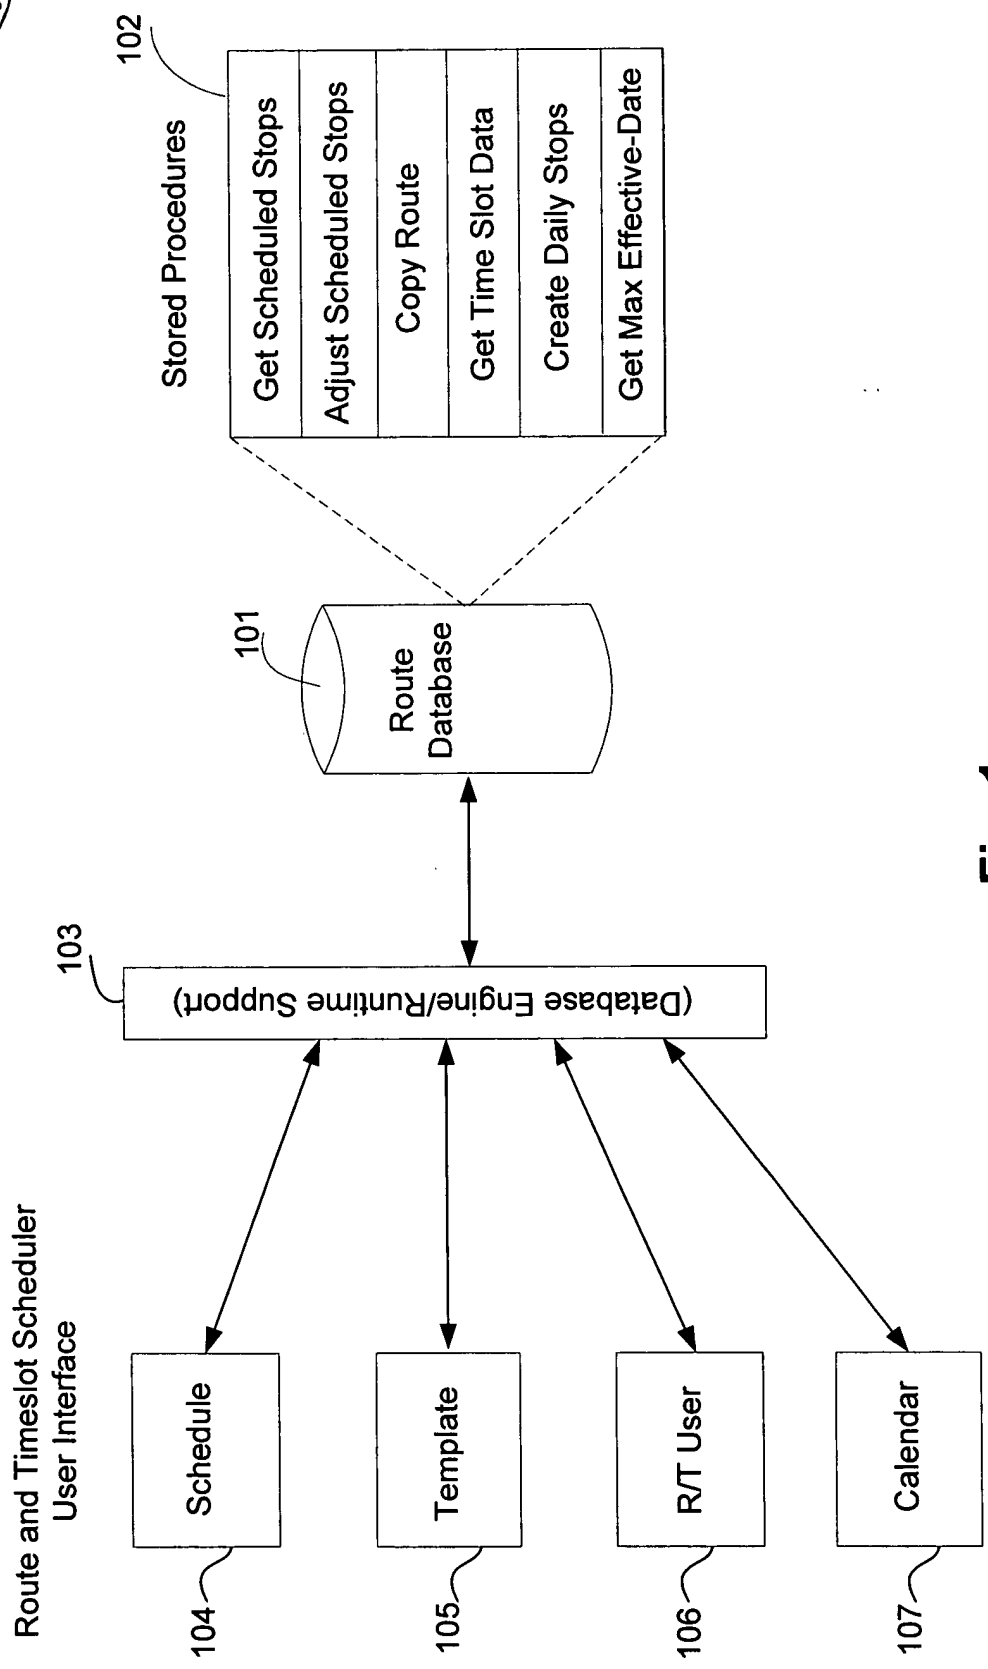 Route and Timeslot Scheduler
User Interface
104
Schedule
105
Template
106
R/T User
107
Calendar
103
(Database Engine/Runtime Support)
101
Route
Database
Stored Procedures
102
Get Scheduled Stops
Adjust Scheduled Stops
Copy Route
Get Time Slot Data
Create Daily Stops
Get Max Effective-Date